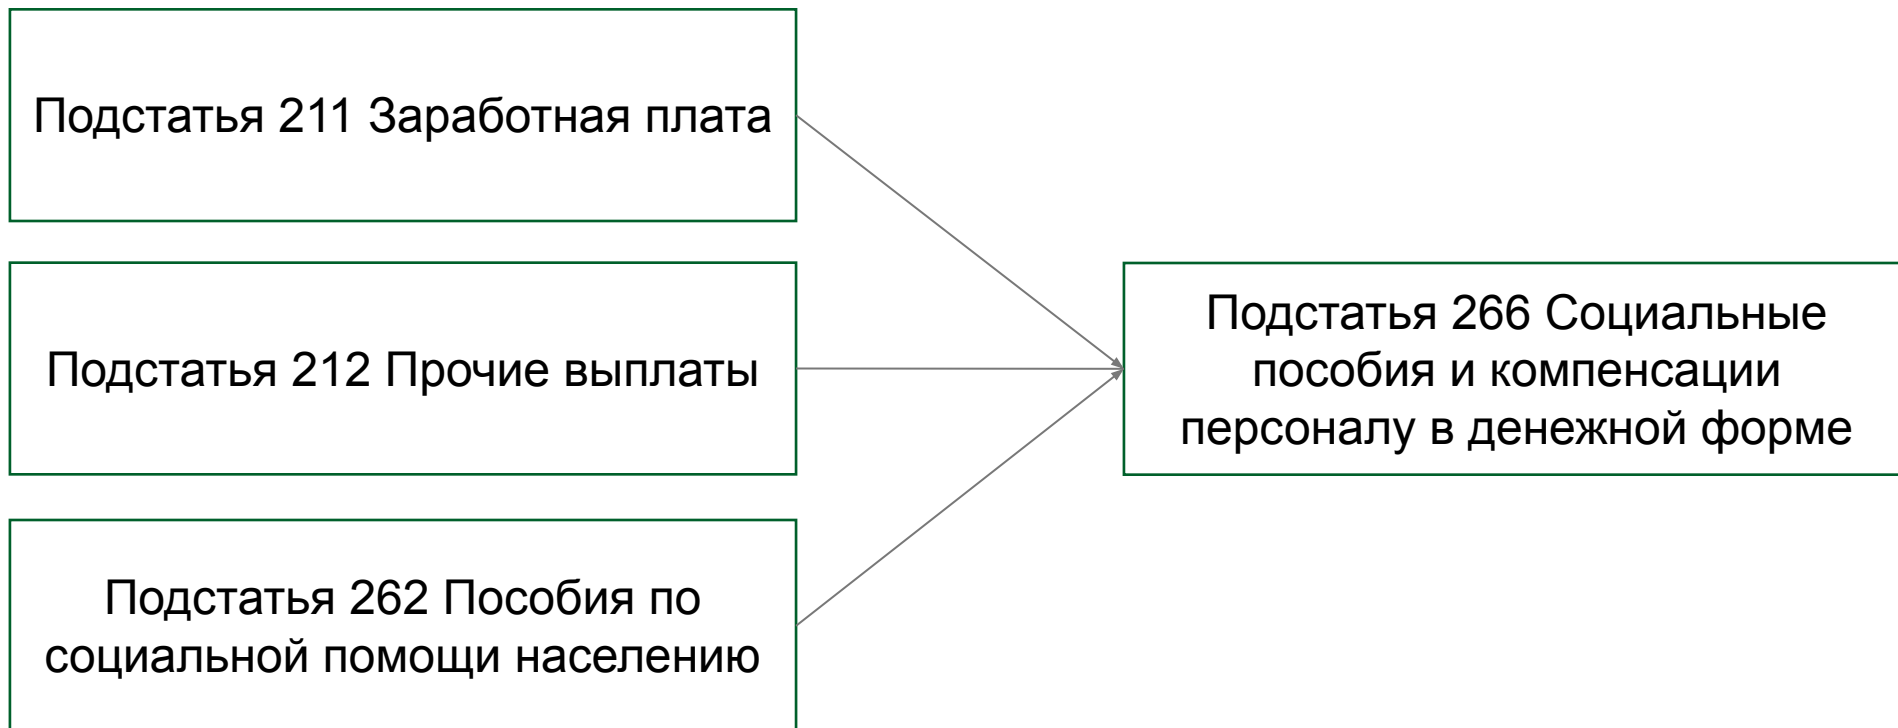 Подстатья 211 Заработная плата
Подстатья 212 Прочие выплаты
Подстатья 262 Пособия по
социальной помощи населению
Подстатья 266 Социальные
пособия и компенсации
персоналу в денежной форме